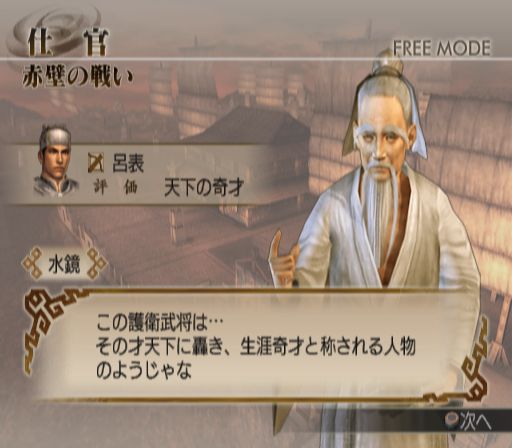 仕官
FREE MODE
赤壁の戦い
呂表
評価 天下の奇才
水鏡
この護衛武将は…
その才天下に轟き、生涯奇才と称される人物
のようじゃな
次へ